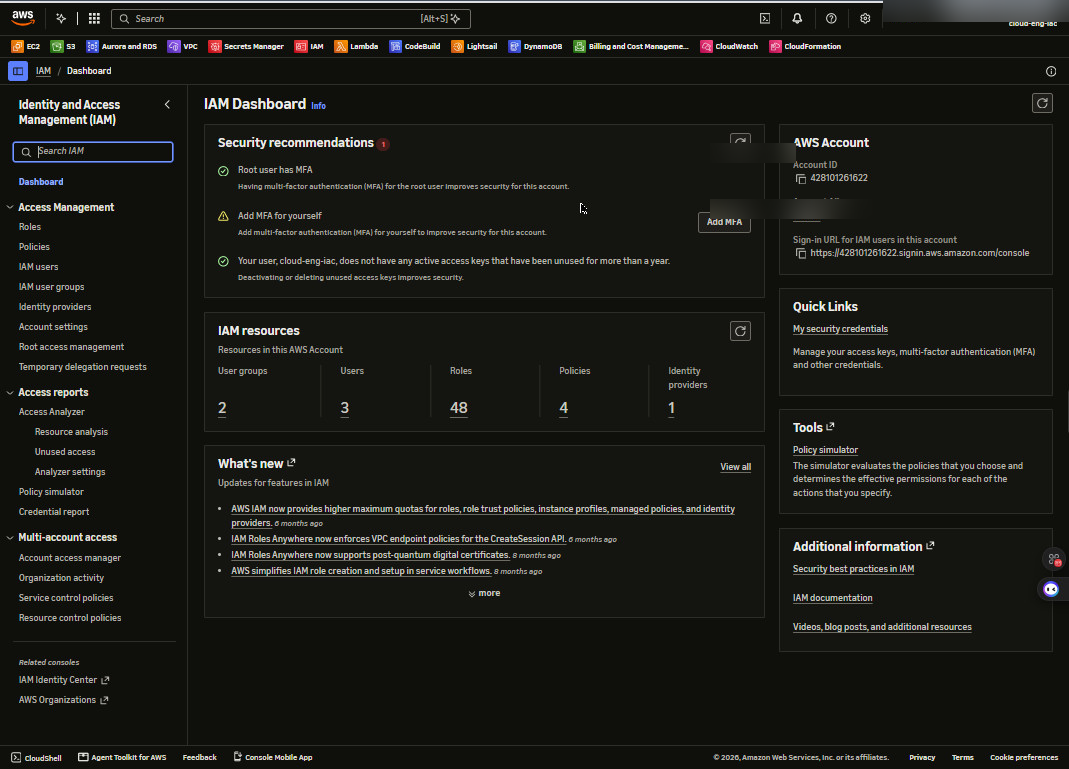 aws
Search
[Alt+S]
cloud-eng-iac
EC2
S3
Aurora and RDS
VPC
Secrets Manager
IAM
Lambda
CodeBuild
Lightsail
DynamoDB
Billing and Cost Manageme...
CloudWatch
CloudFormation
IAM / Dashboard
Identity and Access
Management (IAM)
Search IAM
Dashboard
Access Management
Roles
Policies
IAM users
IAM user groups
Identity providers
Account settings
Root access management
Temporary delegation requests
Access reports
Access Analyzer
Resource analysis
Unused access
Analyzer settings
Policy simulator
Credential report
Multi-account access
Account access manager
Organization activity
Service control policies
Resource control policies
Related consoles
IAM Identity Center
AWS Organizations
IAM Dashboard Info
Security recommendations 1
Root user has MFA
Having multi-factor authentication (MFA) for the root user improves security for this account.
Add MFA for yourself
Add multi-factor authentication (MFA) for yourself to improve security for this account.
Add MFA
Your user, cloud-eng-iac, does not have any active access keys that have been unused for more than a year.
Deactivating or deleting unused access keys improves security.
IAM resources
Resources in this AWS Account
User groups
2
Users
3
Roles
48
Policies
4
Identity
providers
1
What's new
View all
Updates for features in IAM
AWS IAM now provides higher maximum quotas for roles, role trust policies, instance profiles, managed policies, and identity
providers. 6 months ago
IAM Roles Anywhere now enforces VPC endpoint policies for the CreateSession API. 6 months ago
IAM Roles Anywhere now supports post-quantum digital certificates. 8 months ago
AWS simplifies IAM role creation and setup in service workflows. 8 months ago
more
AWS Account
Account ID
428101261622
Sign-in URL for IAM users in this account
https://428101261622.signin.aws.amazon.com/console
Quick Links
My security credentials
Manage your access keys, multi-factor authentication (MFA)
and other credentials.
Tools
Policy simulator
The simulator evaluates the policies that you choose and
determines the effective permissions for each of the
actions that you specify.
Additional information
Security best practices in IAM
IAM documentation
Videos, blog posts, and additional resources
CloudShell
Agent Toolkit for AWS
Feedback
Console Mobile App
© 2026, Amazon Web Services, Inc. or its affiliates.
Privacy
Terms
Cookie preferences